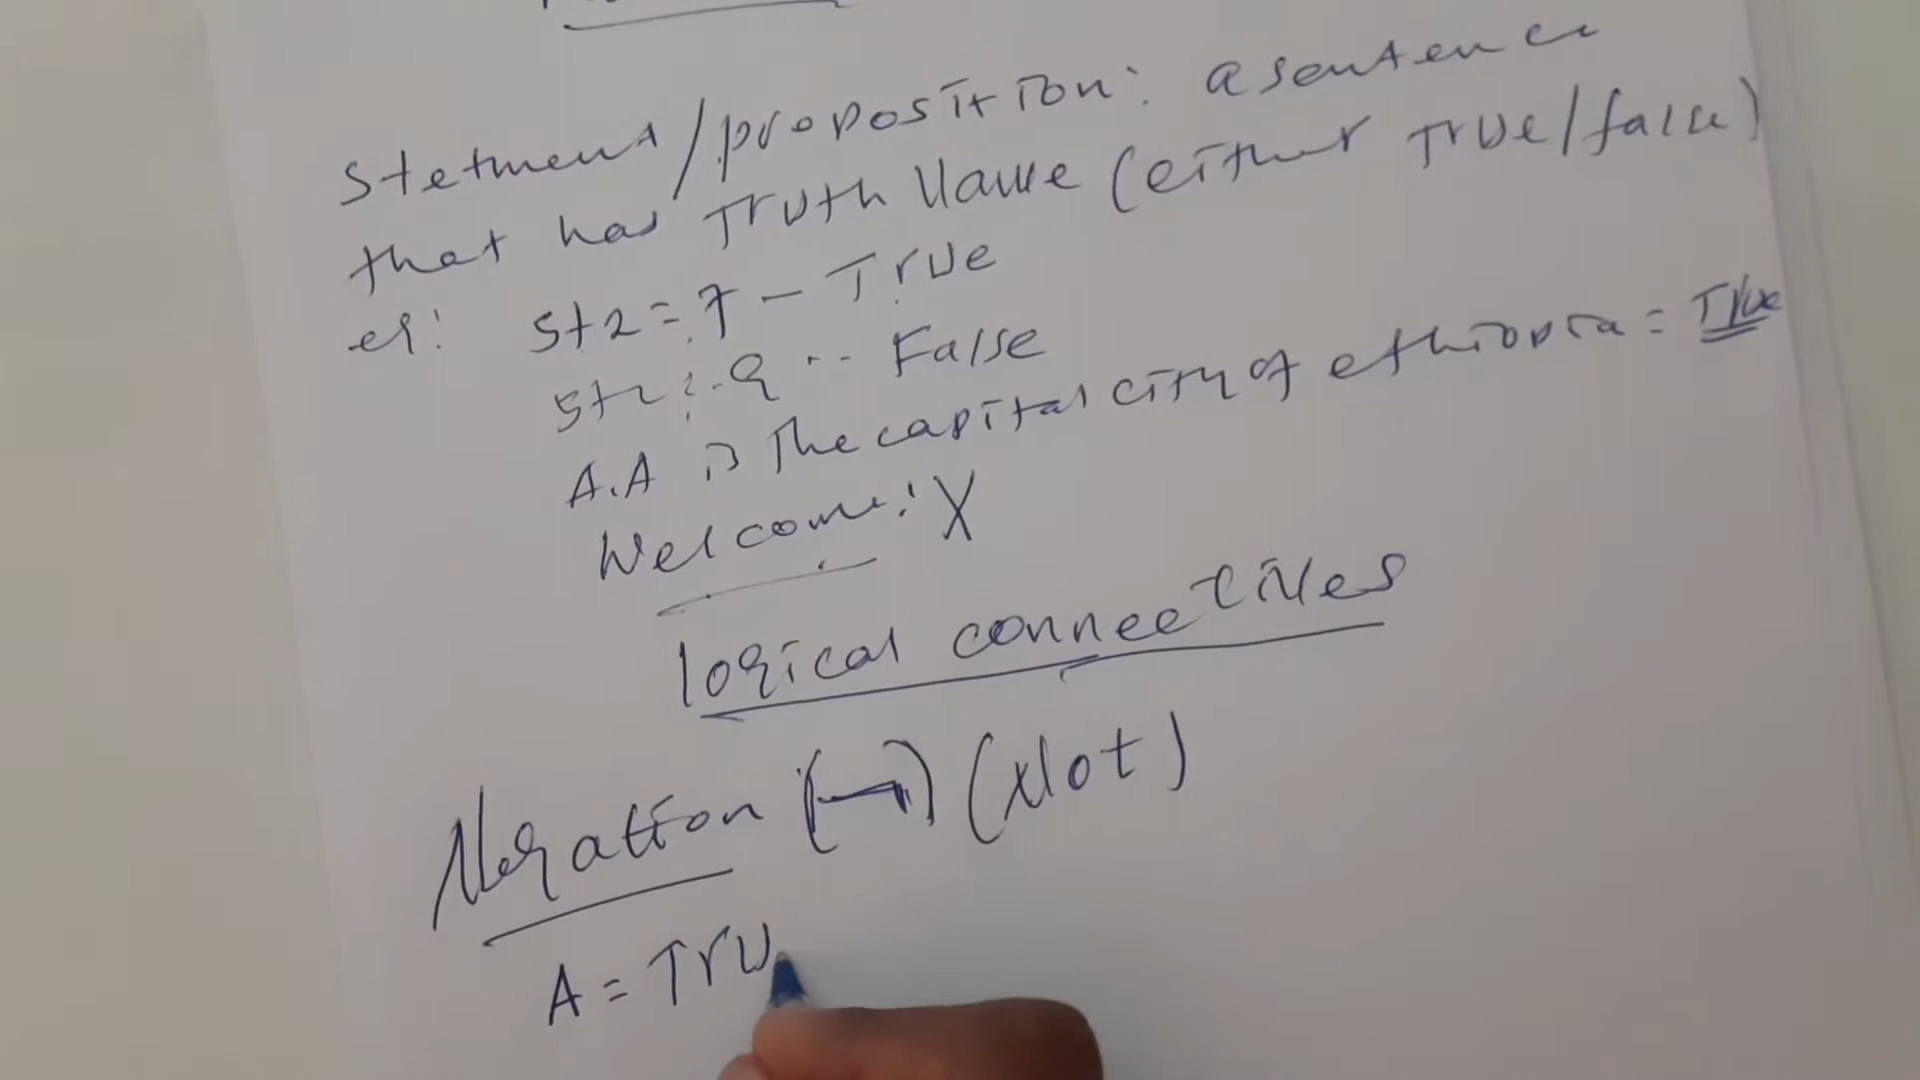 Stetment/proposition: a sentence
that has Truth Value (either True/false)
ex: 5+2=7 - True
5+2 = 9 -- False
A.A is The capital city of ethiopia = True
Welcome! X
logical connectives
Negation (¬) (Not)
A = Tru